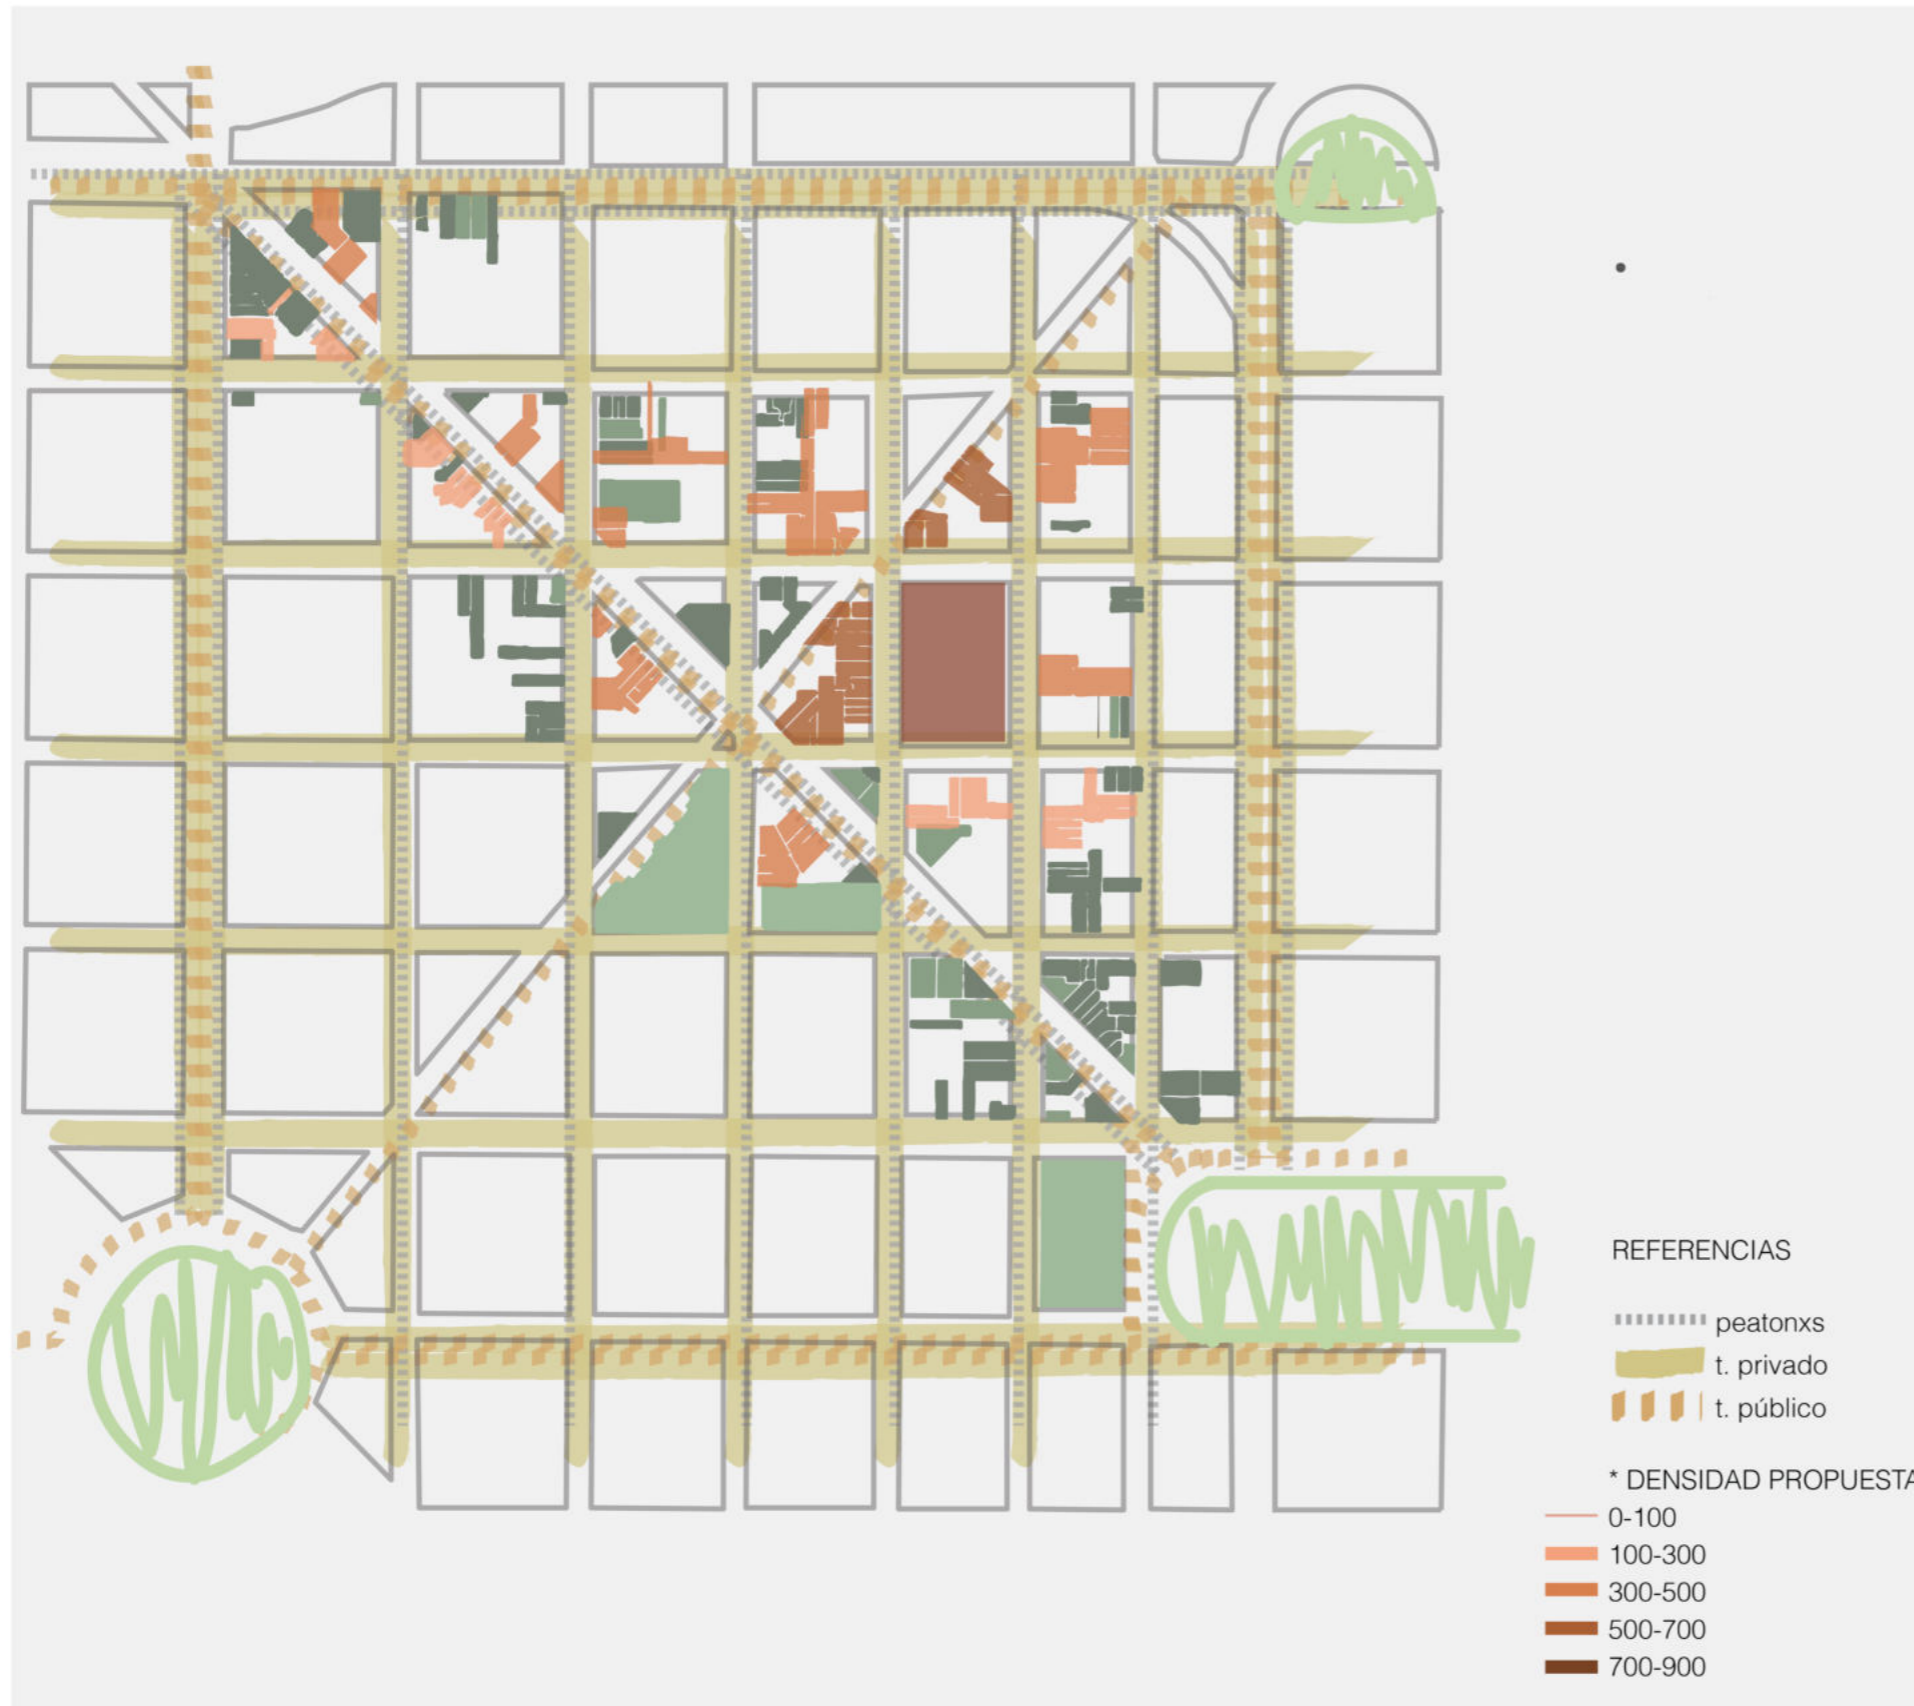 REFERENCIAS
peatonxs
t. privado
t. público
* DENSIDAD PROPUESTA
0-100
100-300
300-500
500-700
700-900